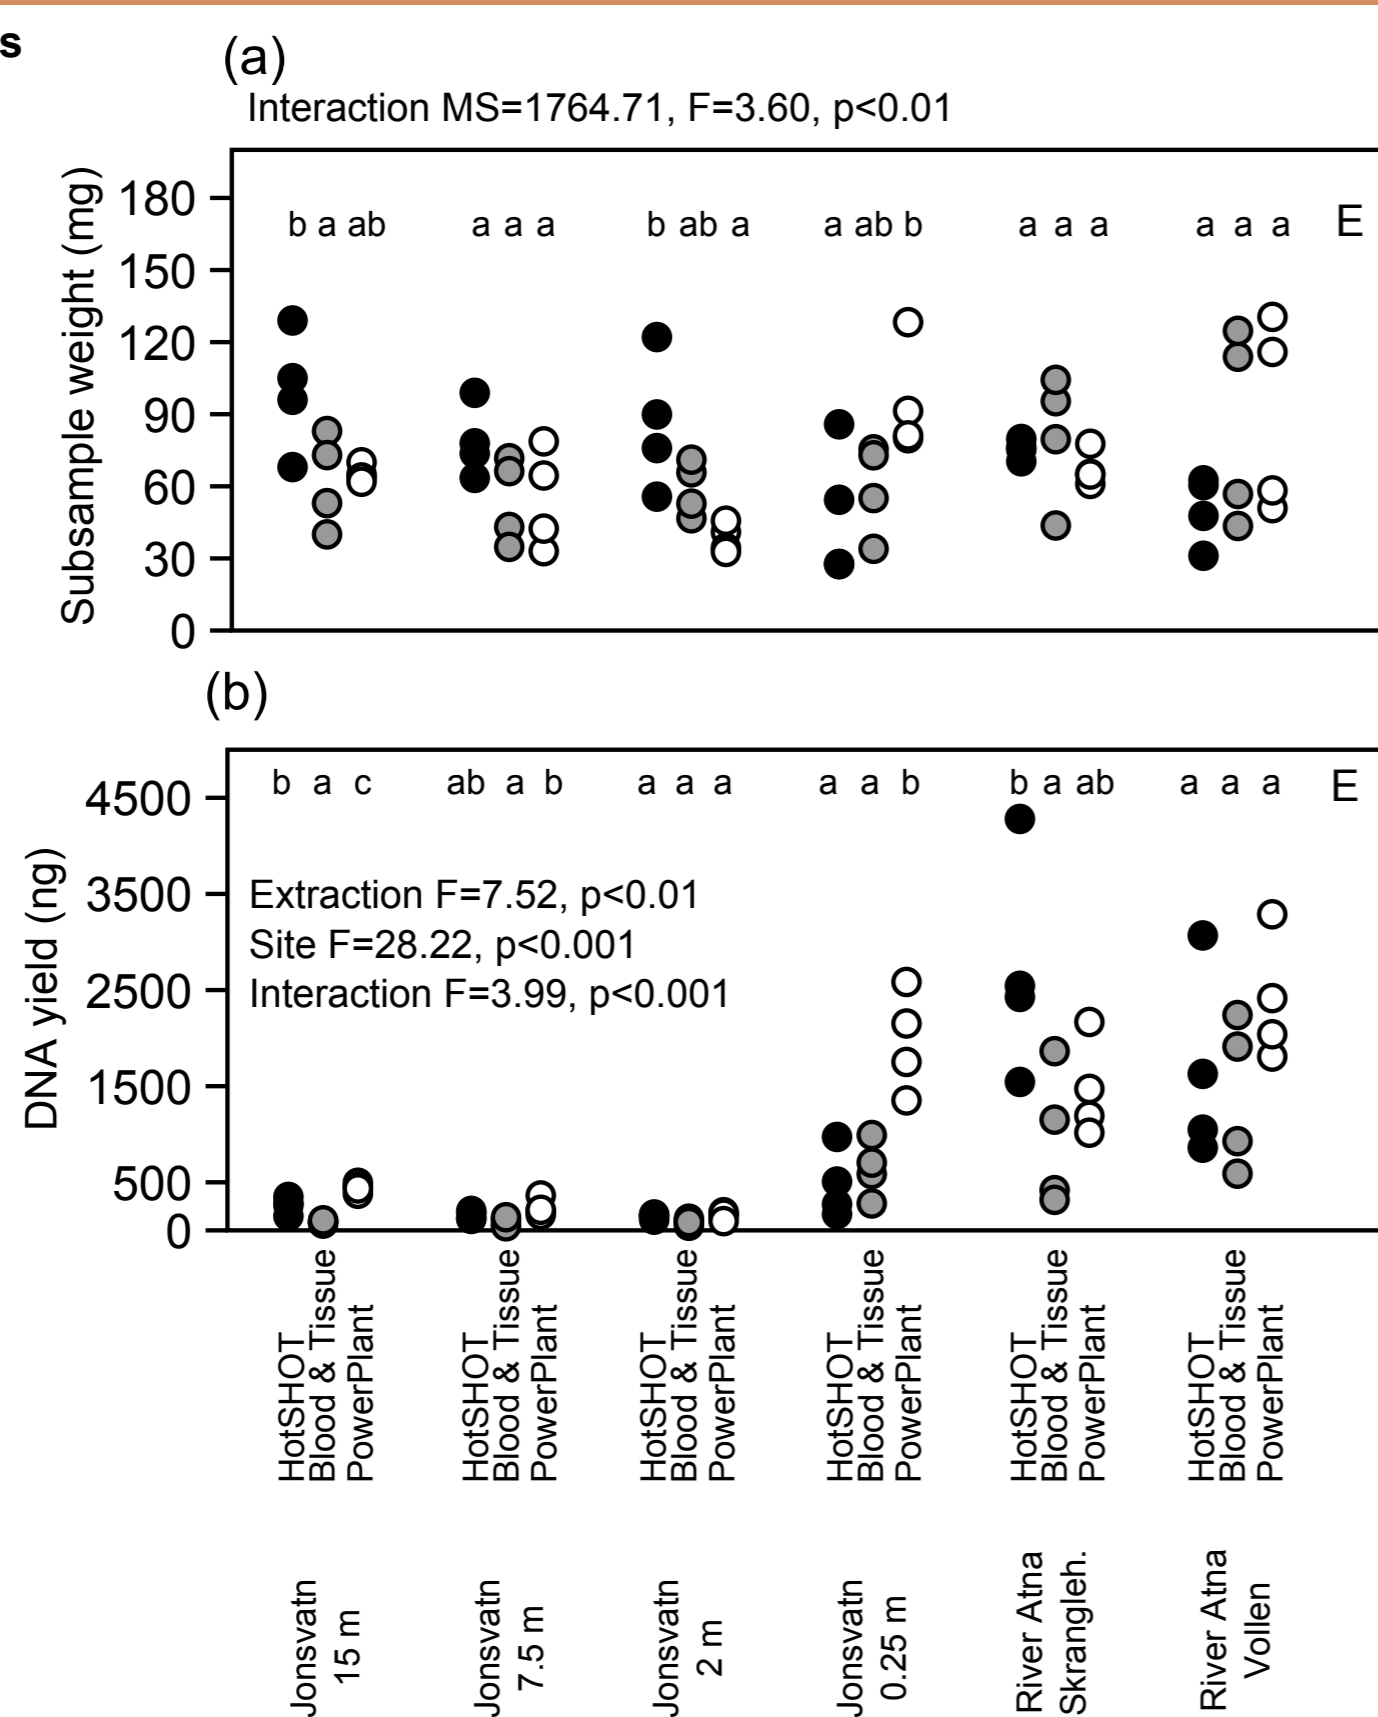 s
(a)
Interaction MS=1764.71, F=3.60, p<0.01
Subsample weight (mg)
180
150
120
90
60
30
0
b a ab a a a b ab a a ab b a a a a a a E
(b)
DNA yield (ng)
4500
3500
2500
1500
500
0
b a c ab a b a a a a a b b a ab a a a E
Extraction F=7.52, p<0.01
Site F=28.22, p<0.001
Interaction F=3.99, p<0.001
HotSHOT
Blood & Tissue
PowerPlant
HotSHOT
Blood & Tissue
PowerPlant
HotSHOT
Blood & Tissue
PowerPlant
HotSHOT
Blood & Tissue
PowerPlant
HotSHOT
Blood & Tissue
PowerPlant
HotSHOT
Blood & Tissue
PowerPlant
Jonsvatn
15 m
Jonsvatn
7.5 m
Jonsvatn
2 m
Jonsvatn
0.25 m
River Atna
Skrangleh.
River Atna
Vollen